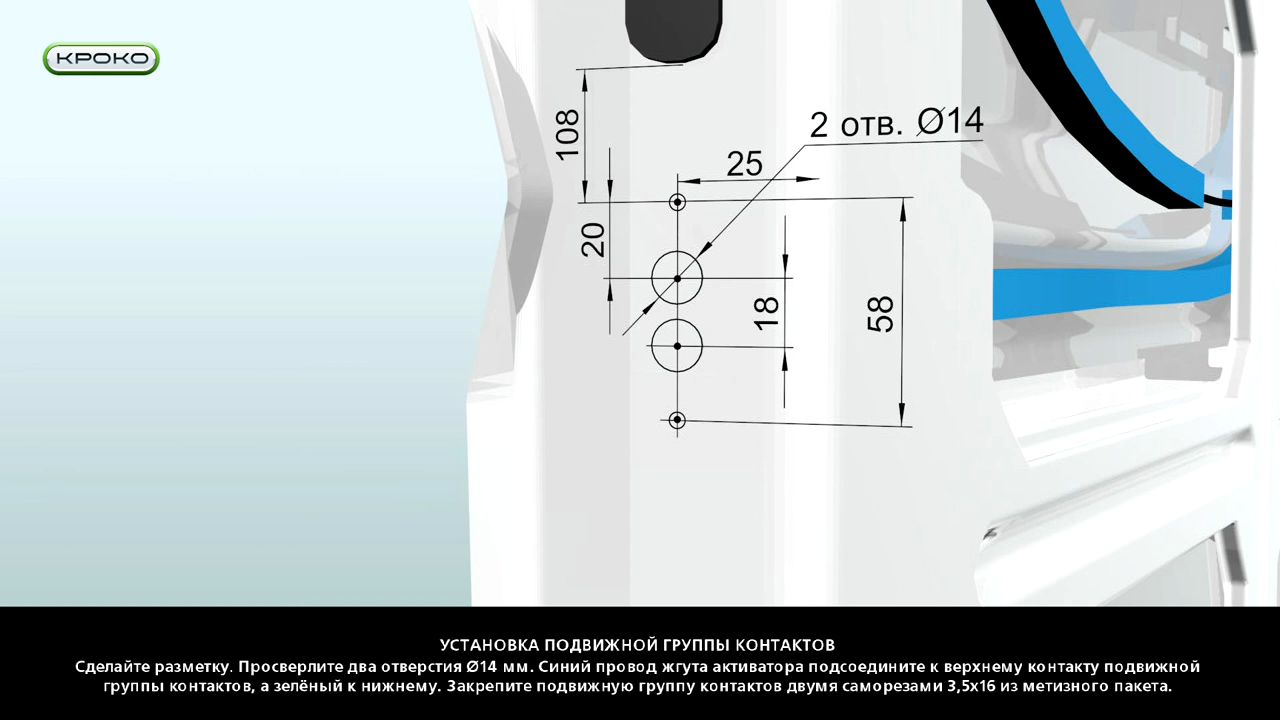 КРОКО
108
2 отв. Ø14
25
20
18
58
УСТАНОВКА ПОДВИЖНОЙ ГРУППЫ КОНТАКТОВ
Сделайте разметку. Просверлите два отверстия Ø14 мм. Синий провод жгута активатора подсоедините к верхнему контакту подвижной
группы контактов, а зелёный к нижнему. Закрепите подвижную группу контактов двумя саморезами 3,5х16 из метизного пакета.